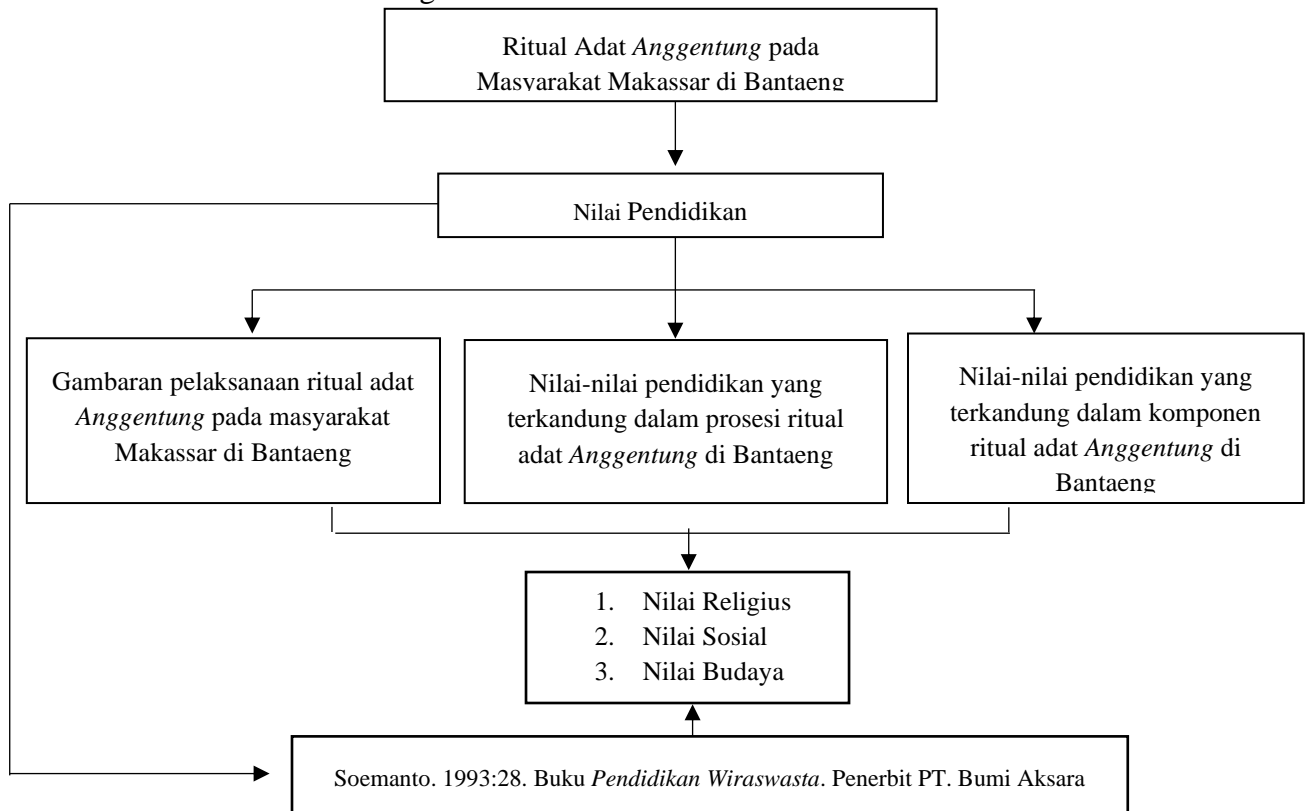 Ritual Adat Anggentung pada
Masyarakat Makassar di Bantaeng
Nilai Pendidikan
Gambaran pelaksanaan ritual adat
Anggentung pada masyarakat
Makassar di Bantaeng
Nilai-nilai pendidikan yang
terkandung dalam prosesi ritual
adat Anggentung di Bantaeng
Nilai-nilai pendidikan yang
terkandung dalam komponen
ritual adat Anggentung di
Bantaeng
1. Nilai Religius
2. Nilai Sosial
3. Nilai Budaya
Soemanto. 1993:28. Buku Pendidikan Wiraswasta. Penerbit PT. Bumi Aksara